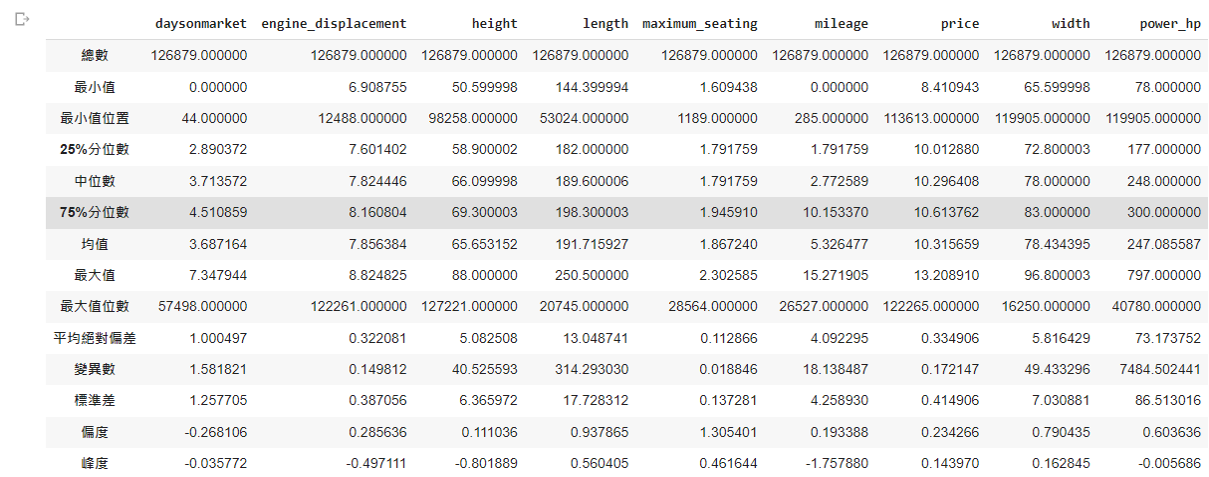 daysonmarket engine_displacement height length maximum_seating mileage price width power_hp
總數 126879.000000 126879.000000 126879.000000 126879.000000 126879.000000 126879.000000 126879.000000 126879.000000 126879.000000
最小值 0.000000 6.908755 50.599998 144.399994 1.609438 0.000000 8.410943 65.599998 78.000000
最小值位置 44.000000 12488.000000 98258.000000 53024.000000 1189.000000 285.000000 113613.000000 119905.000000 119905.000000
25%分位數 2.890372 7.601402 58.900002 182.000000 1.791759 1.791759 10.012880 72.800003 177.000000
中位數 3.713572 7.824446 66.099998 189.600006 1.791759 2.772589 10.296408 78.000000 248.000000
75%分位數 4.510859 8.160804 69.300003 198.300003 1.945910 10.153370 10.613762 83.000000 300.000000
均值 3.687164 7.856384 65.653152 191.715927 1.867240 5.326477 10.315659 78.434395 247.085587
最大值 7.347944 8.824825 88.000000 250.500000 2.302585 15.271905 13.208910 96.800003 797.000000
最大值位數 57498.000000 122261.000000 127221.000000 20745.000000 28564.000000 26527.000000 122265.000000 16250.000000 40780.000000
平均絕對偏差 1.000497 0.322081 5.082508 13.048741 0.112866 4.092295 0.334906 5.816429 73.173752
變異數 1.581821 0.149812 40.525593 314.293030 0.018846 18.138487 0.172147 49.433296 7484.502441
標準差 1.257705 0.387056 6.365972 17.728312 0.137281 4.258930 0.414906 7.030881 86.513016
偏度 -0.268106 0.285636 0.111036 0.937865 1.305401 0.193388 0.234266 0.790435 0.603636
峰度 -0.035772 -0.497111 -0.801889 0.560405 0.461644 -1.757880 0.143970 0.162845 -0.005686